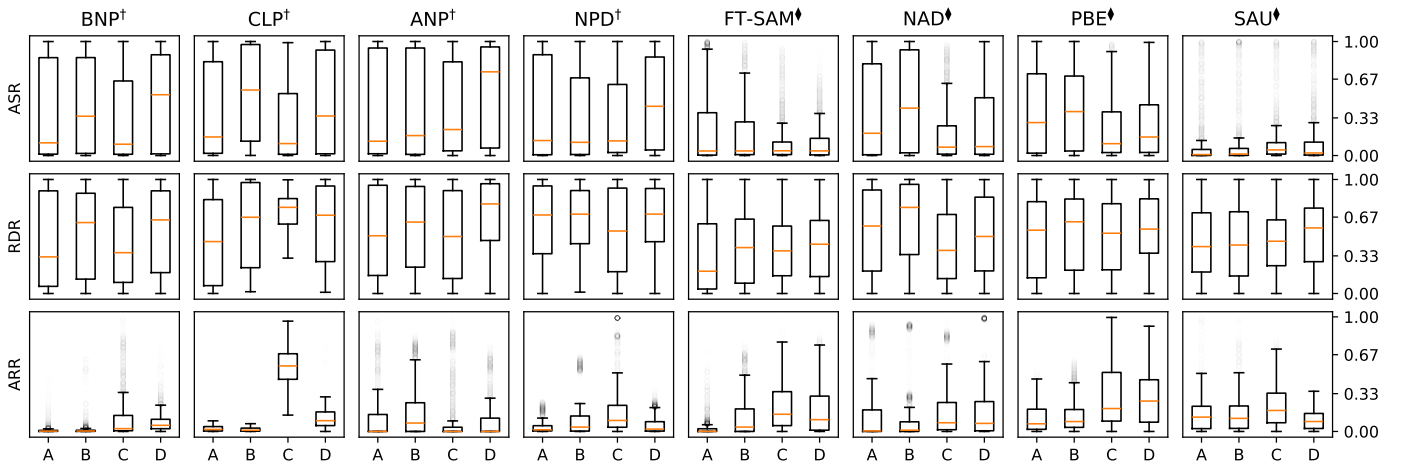 BNP† CLP† ANP† NPD† FT-SAM♦ NAD♦ PBE♦ SAU♦
ASR 1.00 0.67 0.33 0.00
RDR 1.00 0.67 0.33 0.00
ARR 1.00 0.67 0.33 0.00
A B C D A B C D A B C D A B C D A B C D A B C D A B C D A B C D